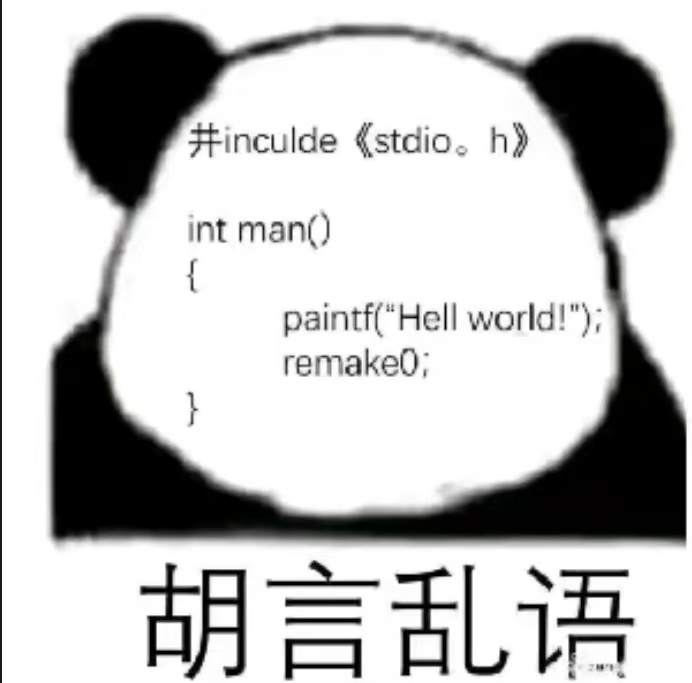 井inculde《stdio。h》
int man()
{
paintf(“Hell world!”);
remake0;
}
胡言乱语